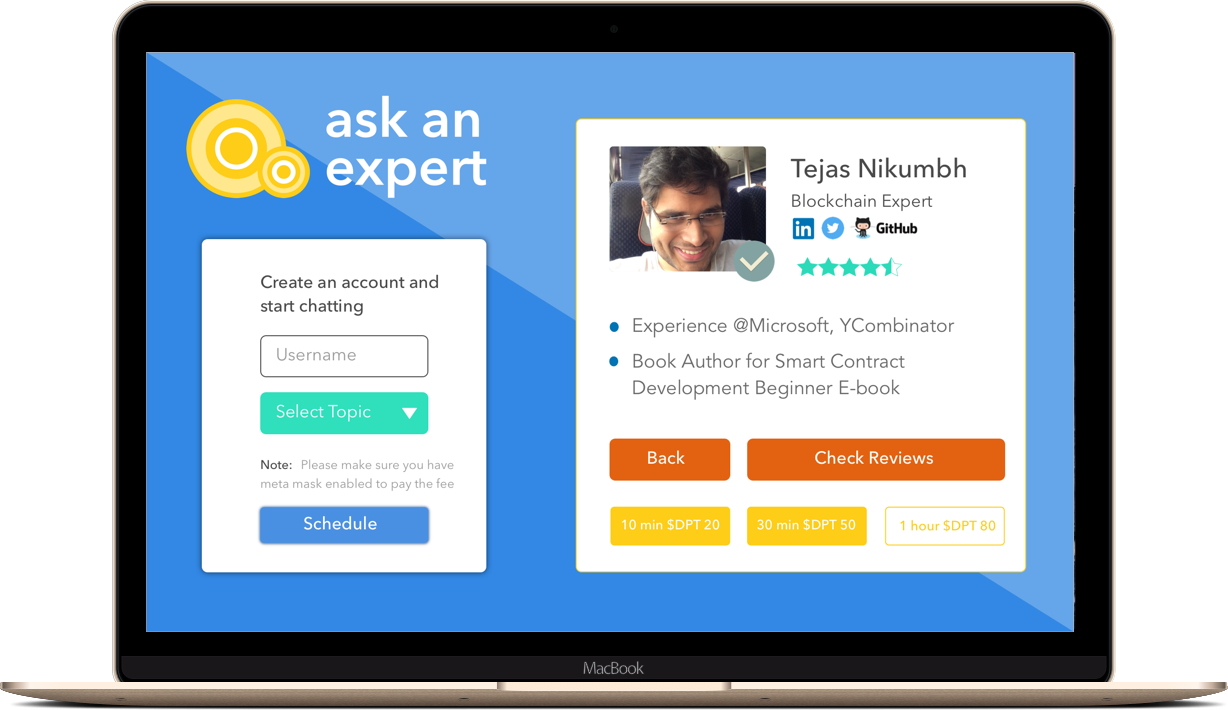 ask an
expert
Create an account and
start chatting
Username
Select Topic
Note: Please make sure you have
meta mask enabled to pay the fee
Schedule
Tejas Nikumbh
Blockchain Expert
in
GitHub
Experience @Microsoft, YCombinator
Book Author for Smart Contract
Development Beginner E-book
Back
Check Reviews
10 min $DPT 20
30 min $DPT 50
1 hour $DPT 80
MacBook